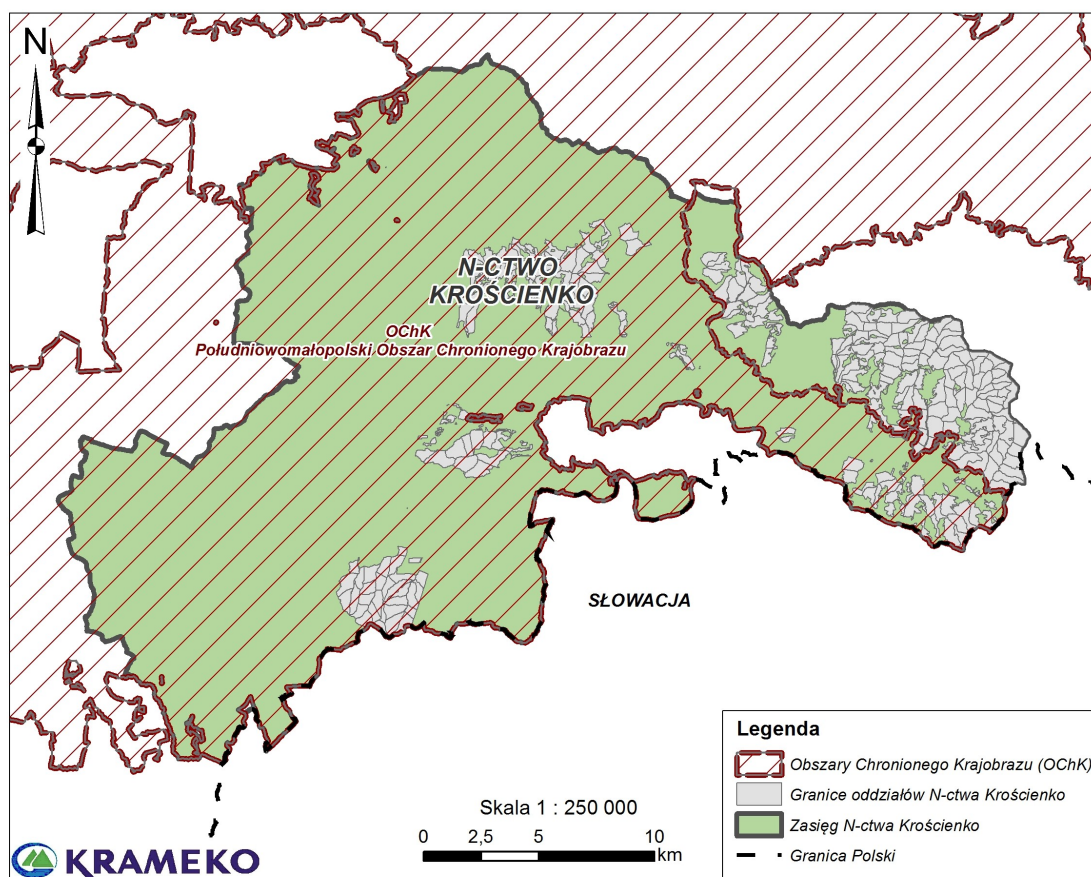 N
N-CTWO
KROŚCIENKO
OChK
Południowomałopolski Obszar Chronionego Krajobrazu
SŁOWACJA
Legenda
Obszary Chronionego Krajobrazu (OChK)
Granice oddziałów N-ctwa Krościenko
Zasięg N-ctwa Krościenko
Granica Polski
Skala 1 : 250 000
0 2,5 5 10
km
KRAMEKO